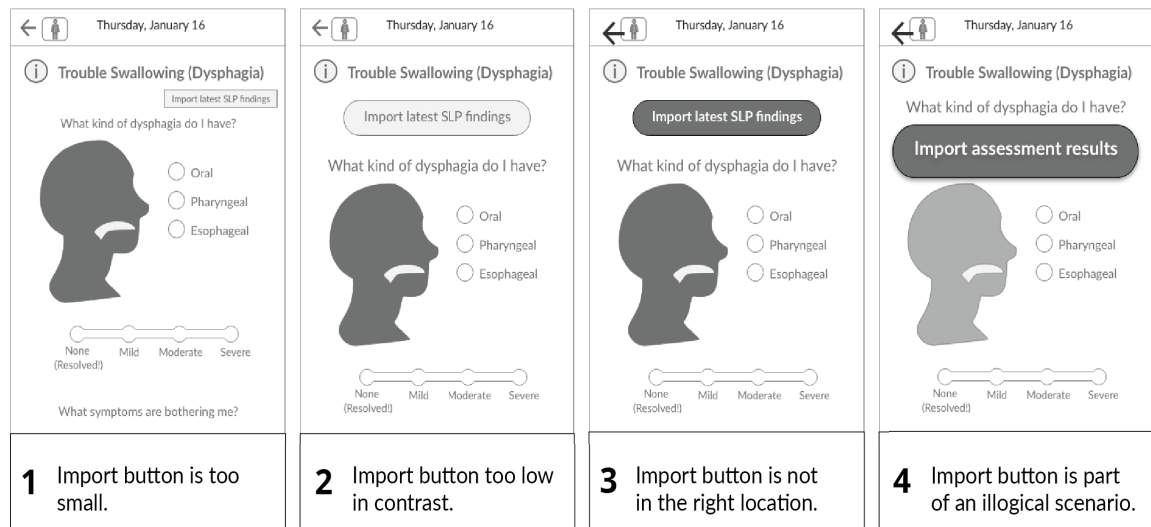 Thursday, January 16
i Trouble Swallowing (Dysphagia)
Import latest SLP findings
What kind of dysphagia do I have?
Oral
Pharyngeal
Esophageal
None
(Resolved!)
Mild
Moderate
Severe
What symptoms are bothering me?
1 Import button is too
small.
Thursday, January 16
i Trouble Swallowing (Dysphagia)
Import latest SLP findings
What kind of dysphagia do I have?
Oral
Pharyngeal
Esophageal
None
(Resolved!)
Mild
Moderate
Severe
2 Import button too low
in contrast.
Thursday, January 16
i Trouble Swallowing (Dysphagia)
Import latest SLP findings
What kind of dysphagia do I have?
Oral
Pharyngeal
Esophageal
None
(Resolved!)
Mild
Moderate
Severe
3 Import button is not
in the right location.
Thursday, January 16
i Trouble Swallowing (Dysphagia)
What kind of dysphagia do I have?
Import assessment results
Oral
Pharyngeal
Esophageal
None
(Resolved!)
Mild
Moderate
Severe
4 Import button is part
of an illogical scenario.